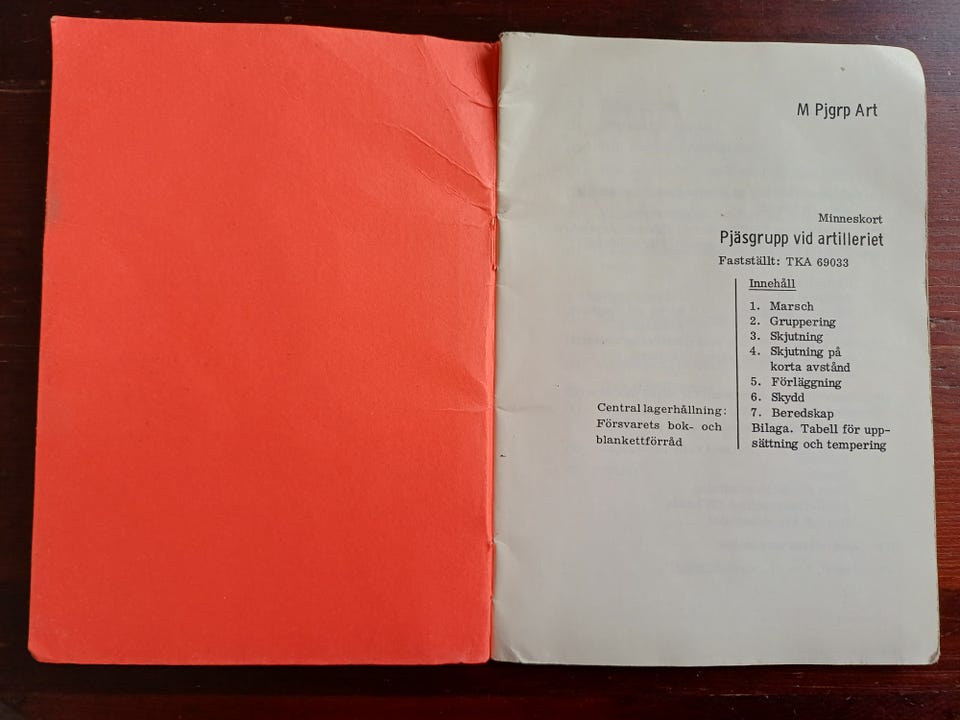 M Pjgrp Art
Minneskort
Pjäsgrupp vid artilleriet
Fastställt: TKA 69033
Innehåll
1. Marsch
2. Gruppering
3. Skjutning
4. Skjutning på
korta avstånd
5. Förläggning
6. Skydd
7. Beredskap
Bilaga. Tabell för upp-
sättning och tempering
Central lagerhållning:
Försvarets bok- och
blankettförråd